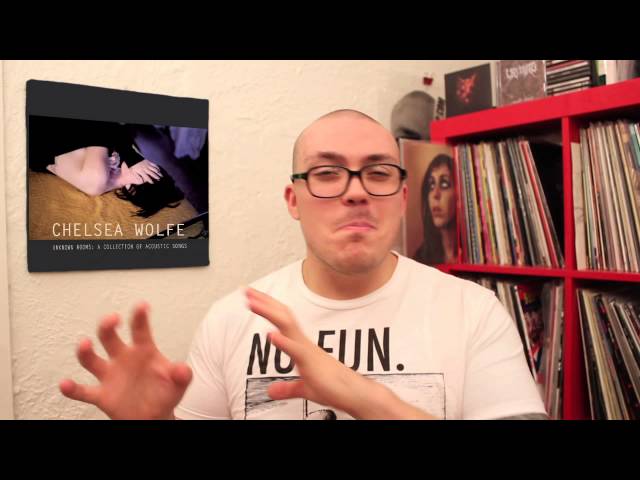 CHELSEA WOLFE
UNKNOWN ROOMS: A COLLECTION OF ACOUSTIC SONGS
NO FUN.